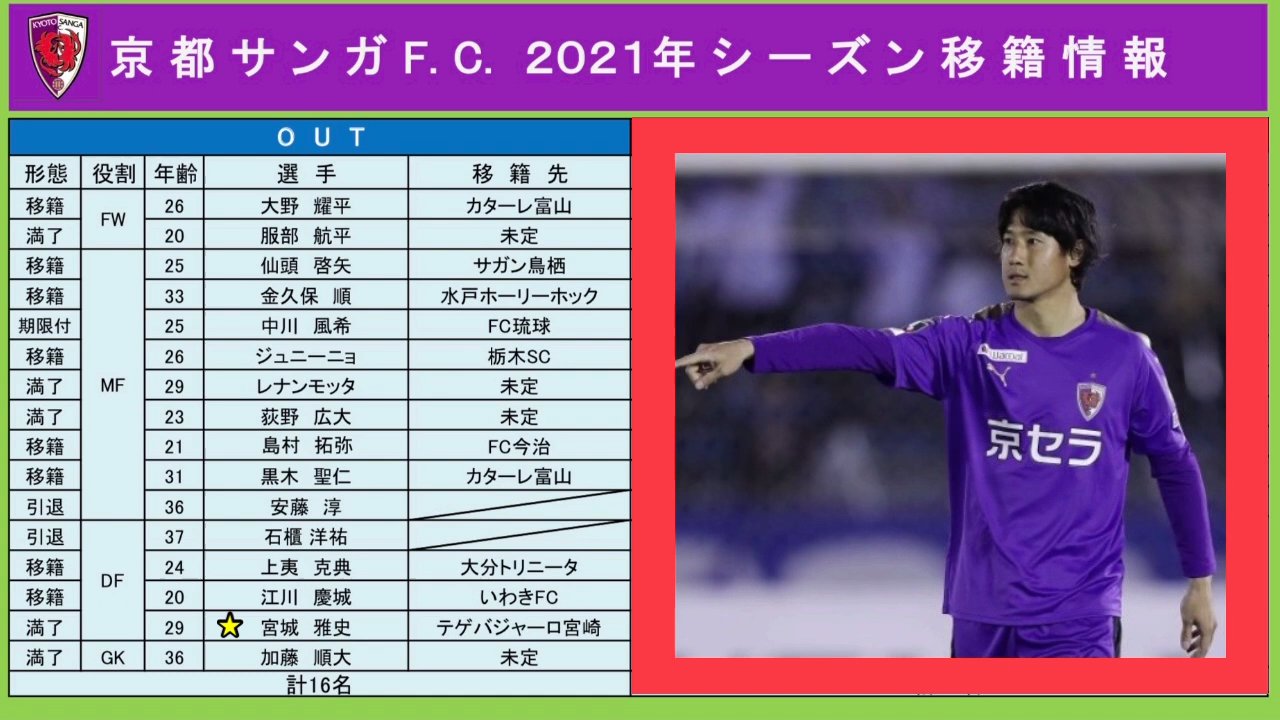 KYOTO SANGA
京都サンガF.C. 2021年シーズン移籍情報
OUT
形態 役割 年齢 選手 移籍先
移籍 FW 26 大野 耀平 カターレ富山
満了 20 服部 航平 未定
移籍 MF 25 仙頭 啓矢 サガン鳥栖
移籍 33 金久保 順 水戸ホーリーホック
期限付 25 中川 風希 FC琉球
移籍 26 ジュニーニョ 栃木SC
満了 29 レナンモッタ 未定
満了 23 荻野 広大 未定
移籍 21 島村 拓弥 FC今治
移籍 31 黒木 聖仁 カターレ富山
引退 36 安藤 淳
引退 DF 37 石櫃 洋祐
移籍 24 上夷 克典 大分トリニータ
移籍 20 江川 慶城 いわきFC
満了 29 宮城 雅史 テゲバジャーロ宮崎
満了 GK 36 加藤 順大 未定
計16名
京セラ